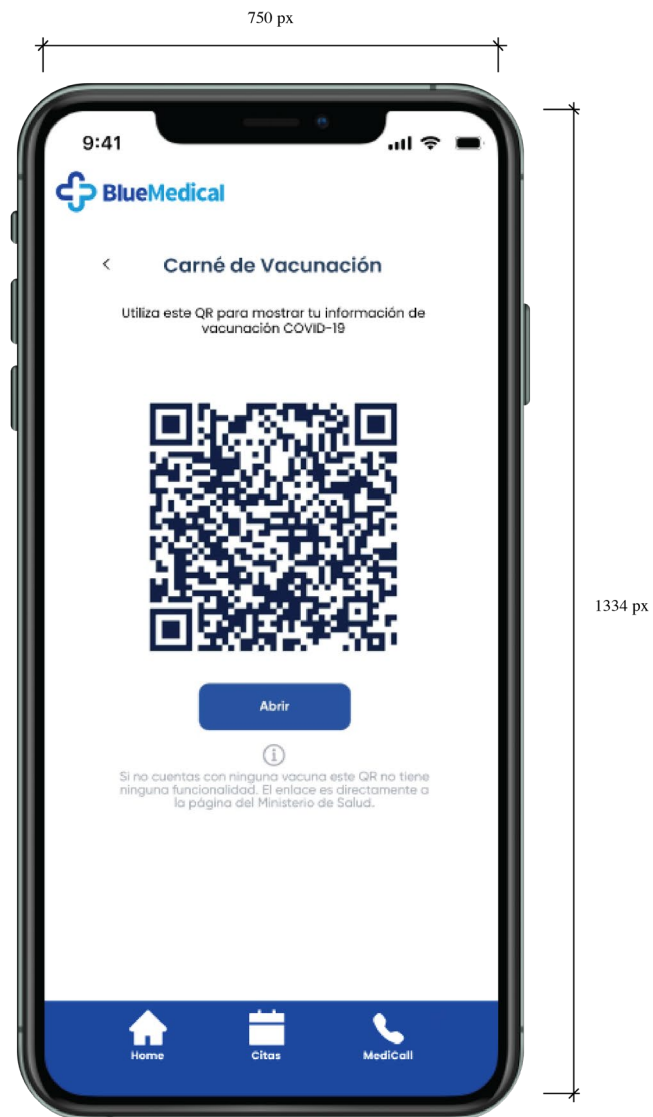 750 px
9:41
BlueMedical
Carné de Vacunación
Utiliza este QR para mostrar tu información de
vacunación COVID-19
1334 px
Abrir
Si no cuentas con ninguna vacuna este QR no tiene
ninguna funcionalidad. El enlace es directamente a
la página del Ministerio de Salud.
Home
Citas
MediCall